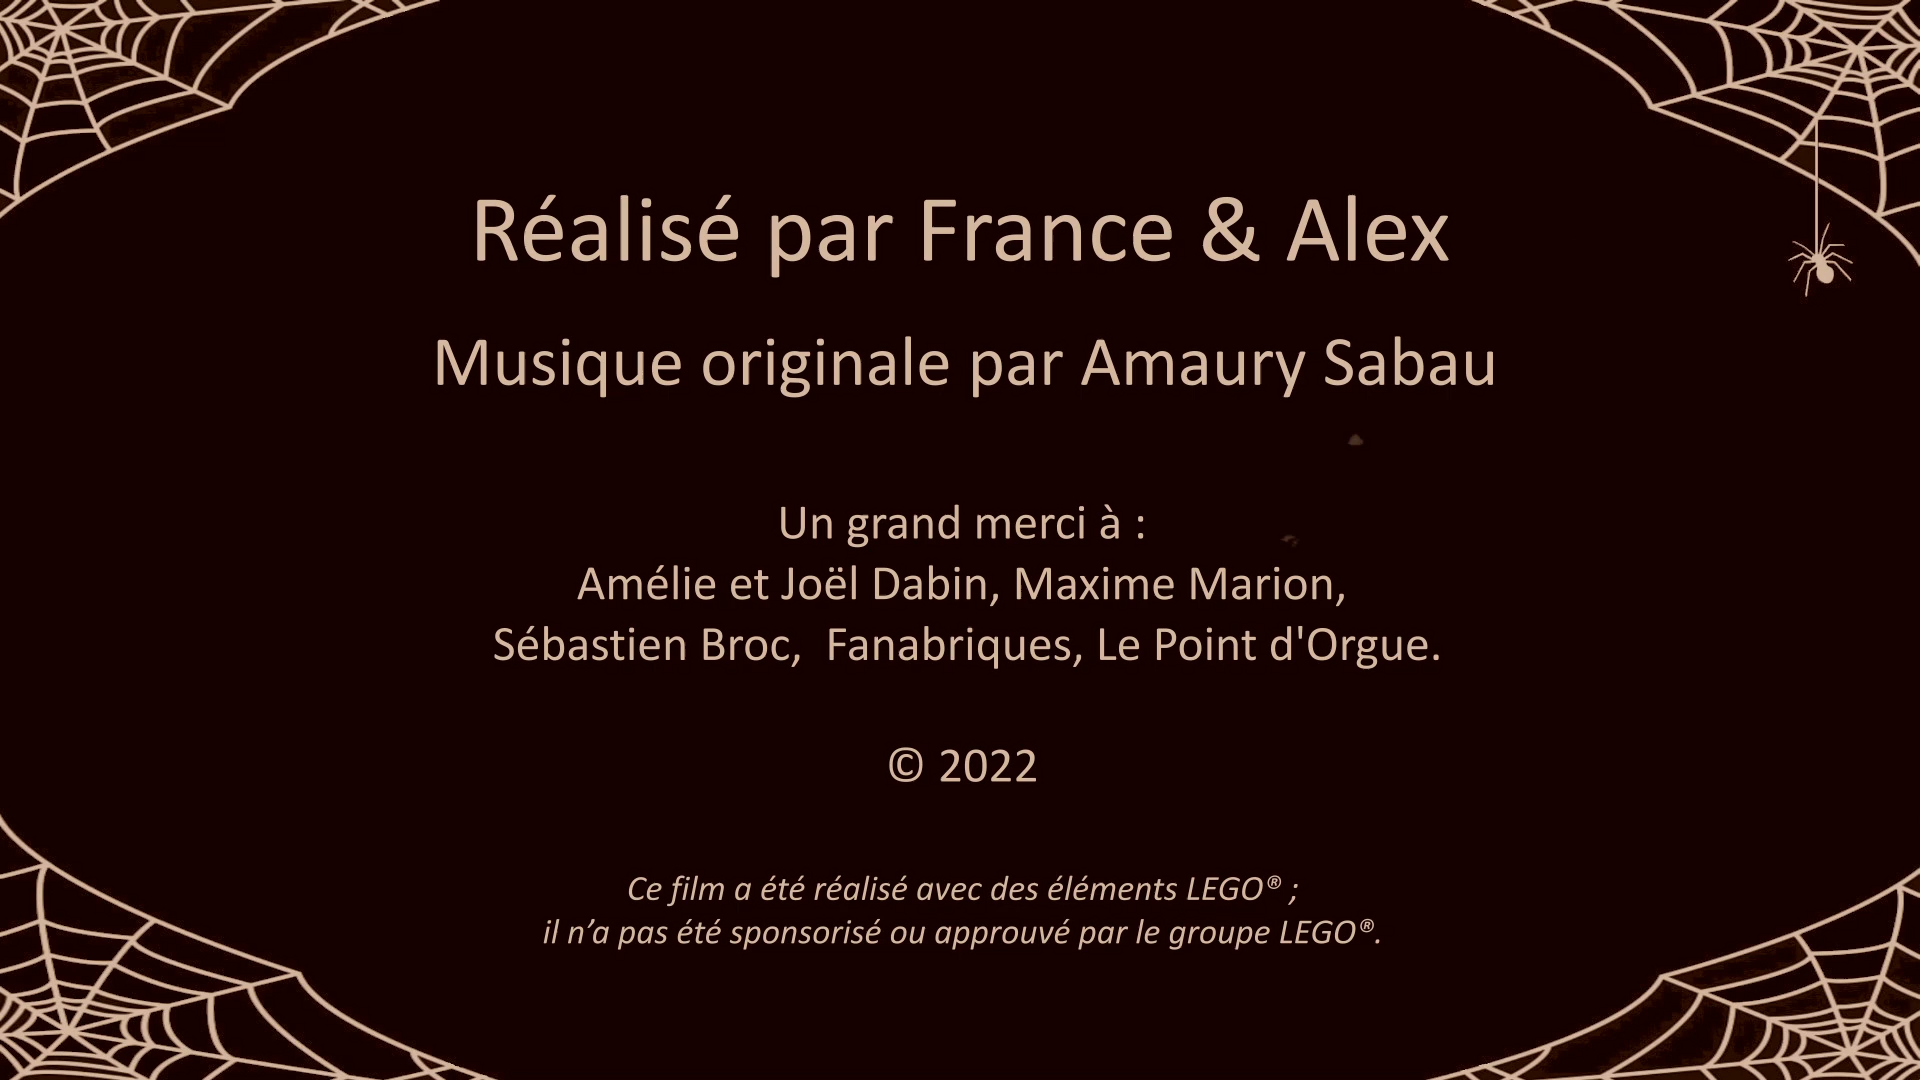 Réalisé par France & Alex
Musique originale par Amaury Sabau
Un grand merci à :
Amélie et Joël Dabin, Maxime Marion,
Sébastien Broc,  Fanabriques, Le Point d'Orgue.
© 2022
Ce film a été réalisé avec des éléments LEGO® ;
il n’a pas été sponsorisé ou approuvé par le groupe LEGO®.